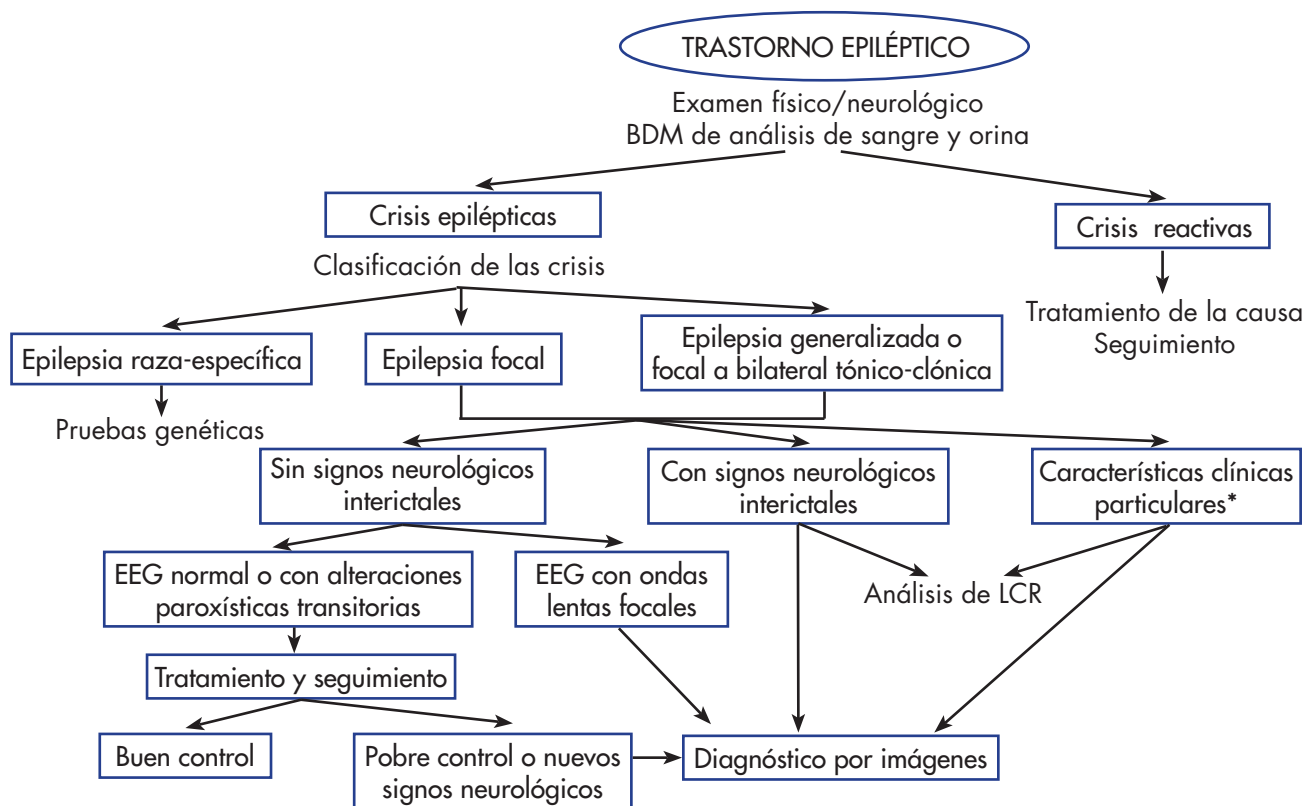 TRASTORNO EPILÉPTICO
Examen físico/neurológico
BDM de análisis de sangre y orina
Crisis epilépticas
Crisis reactivas
Clasificación de las crisis
Tratamiento de la causa
Seguimiento
Epilepsia raza-específica
Epilepsia focal
Epilepsia generalizada o
focal a bilateral tónico-clónica
Pruebas genéticas
Sin signos neurológicos
interictales
Con signos neurológicos
interictales
Características clínicas
particulares*
EEG normal o con alteraciones
paroxísticas transitorias
EEG con ondas
lentas focales
Análisis de LCR
Tratamiento y seguimiento
Buen control
Pobre control o nuevos
signos neurológicos
Diagnóstico por imágenes